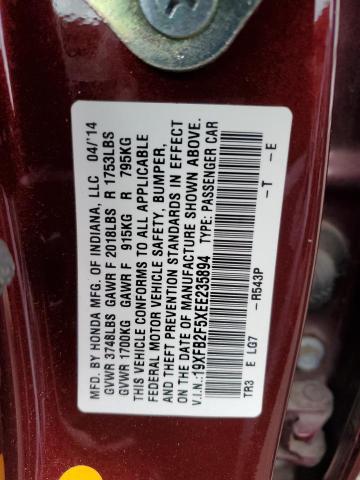 MFD. BY HONDA MFG. OF INDIANA, LLC 04/'14
GVWR 3748LBS GAWR F 2018LBS R 1753LBS
GVWR 1700KG GAWR F 915KG R 795KG
THIS VEHICLE CONFORMS TO ALL APPLICABLE
FEDERAL MOTOR VEHICLE SAFETY, BUMPER,
AND THEFT PREVENTION STANDARDS IN EFFECT
ON THE DATE OF MANUFACTURE SHOWN ABOVE.
V.I.N.:19XFB2F5XEE235894 TYPE: PASSENGER CAR
-R543P -T -E
TR3 E LG7